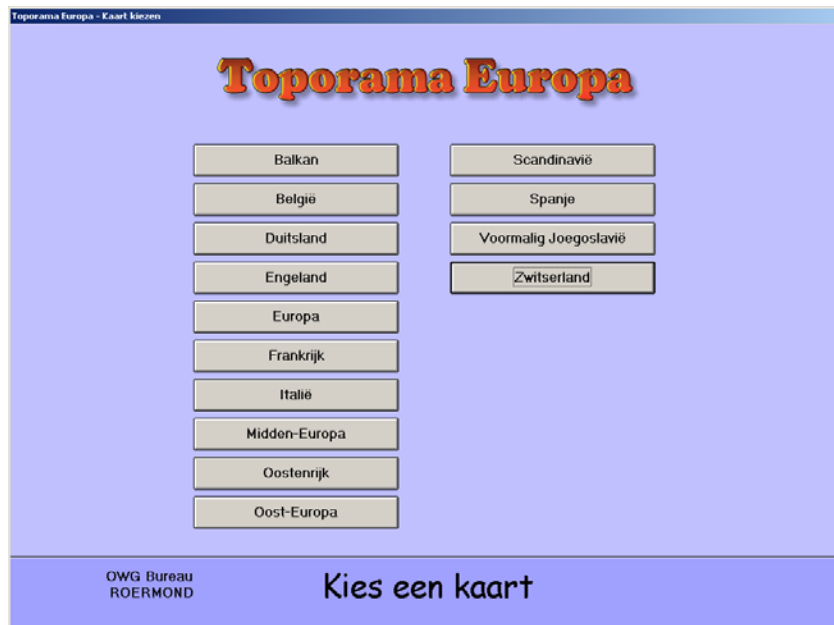 Toporama Europa - Kaart kiezen
Toporama Europa
Balkan
België
Duitsland
Engeland
Europa
Frankrijk
Italië
Midden-Europa
Oostenrijk
Oost-Europa
Scandinavië
Spanje
Voormalig Joegoslavië
Zwitserland
OWG Bureau
ROERMOND
Kies een kaart